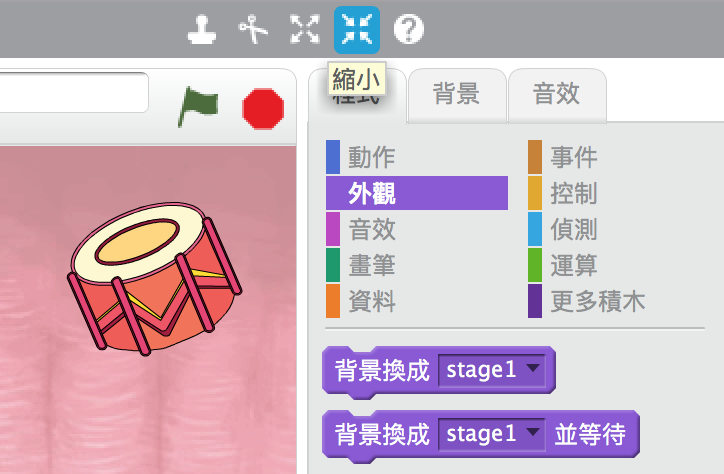 ?
縮小
程式
背景
音效
動作
事件
外觀
控制
音效
偵測
畫筆
運算
資料
更多積木
背景換成 stage1
背景換成 stage1 並等待